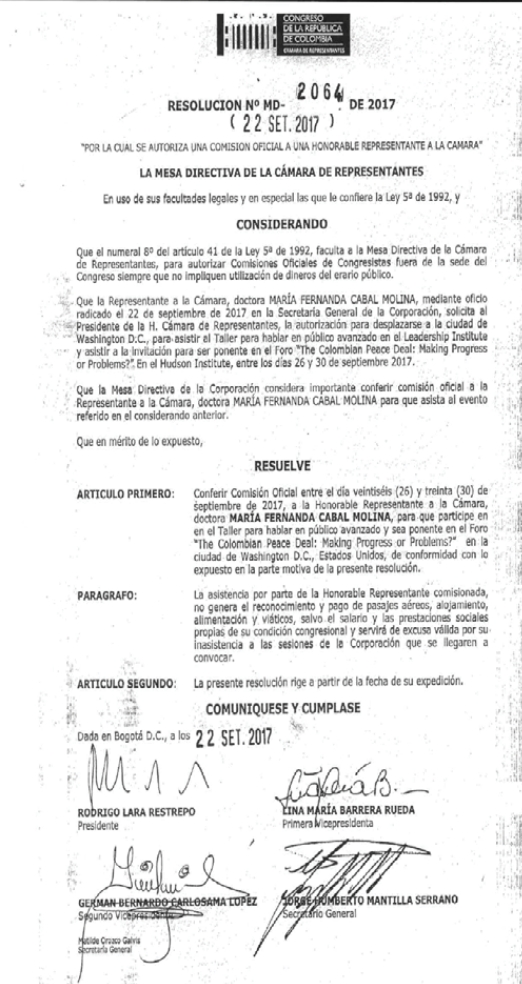 CONGRESO
DE LA REPÚBLICA
DE COLOMBIA
CÁMARA DE REPRESENTANTES
RESOLUCION Nº MD- 2064 DE 2017
( 22 SET. 2017 )
"POR LA CUAL SE AUTORIZA UNA COMISION OFICIAL A UNA HONORABLE REPRESENTANTE A LA CAMARA"
LA MESA DIRECTIVA DE LA CÁMARA DE REPRESENTANTES
En uso de sus facultades legales y en especial las que le confiere la Ley 5ª de 1992, y
CONSIDERANDO
Que el numeral 8º del articulo 41 de la Ley 5ª de 1992, faculta a la Mesa Directiva de la Cámara
de Representantes, para autorizar Comisiones Oficiales de Congresistas fuera de la sede del
Congreso siempre que no impliquen utilización de dineros del erario público.
Que la Representante a la Cámara, doctora MARÍA FERNANDA CABAL MOLINA, mediante oficio
radicado el 22 de septiembre de 2017 en la Secretaria General de la Corporación, solicita al
Presidente de la H. Cámara de Representantes, la autorización para desplazarse a la ciudad de
Washington D.C., para asistir el Taller para hablar en público avanzado en el Leadership Institute
y asistir a la invitación para ser ponente en el Foro "The Colombian Peace Deal: Making Progress
or Problems?". En el Hudson Institute, entre los días 26 y 30 de septiembre 2017.
Que la Mesa Directiva de la Corporación considera importante conferir comisión oficial a la
Representante a la Cámara, doctora MARÍA FERNANDA CABAL MOLINA para que asista al evento
referido en el considerando anterior.
Que en mérito de lo expuesto,
RESUELVE
ARTICULO PRIMERO: Conferir Comisión Oficial entre el día veintiséis (26) y treinta (30) de
septiembre de 2017, a la Honorable Representante a la Cámara,
doctora MARÍA FERNANDA CABAL MOLINA, para que participe en
en el Taller para hablar en público avanzado y sea ponente en el Foro
"The Colombian Peace Deal: Making Progress or Problems?" en la
ciudad de Washington D.C., Estados Unidos, de conformidad con lo
expuesto en la parte motiva de la presente resolución.
PARAGRAFO: La asistencia por parte de la Honorable Representante comisionada,
no genera el reconocimiento y pago de pasajes aéreos, alojamiento,
alimentación y viáticos, salvo el salario y las prestaciones sociales
propias de su condición congresional y servirá de excusa válida por su
inasistencia a las sesiones de la Corporación que se llegaren a
convocar.
ARTICULO SEGUNDO: La presente resolución rige a partir de la fecha de su expedición.
COMUNIQUESE Y CUMPLASE
Dada en Bogotá D.C., a los 22 SET. 2017
RODRIGO LARA RESTREPO
Presidente
LINA MARÍA BARRERA RUEDA
Primera Vicepresidenta
GERMAN BERNARDO CARLOSAMA LOPEZ
Segundo Vicepresidente
JORGE HUMBERTO MANTILLA SERRANO
Secretario General
Matilde Orozco Galvis
Secretaría General